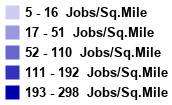 5 - 16 Jobs/Sq.Mile
17 - 51 Jobs/Sq.Mile
52 - 110 Jobs/Sq.Mile
111 - 192 Jobs/Sq.Mile
193 - 298 Jobs/Sq.Mile